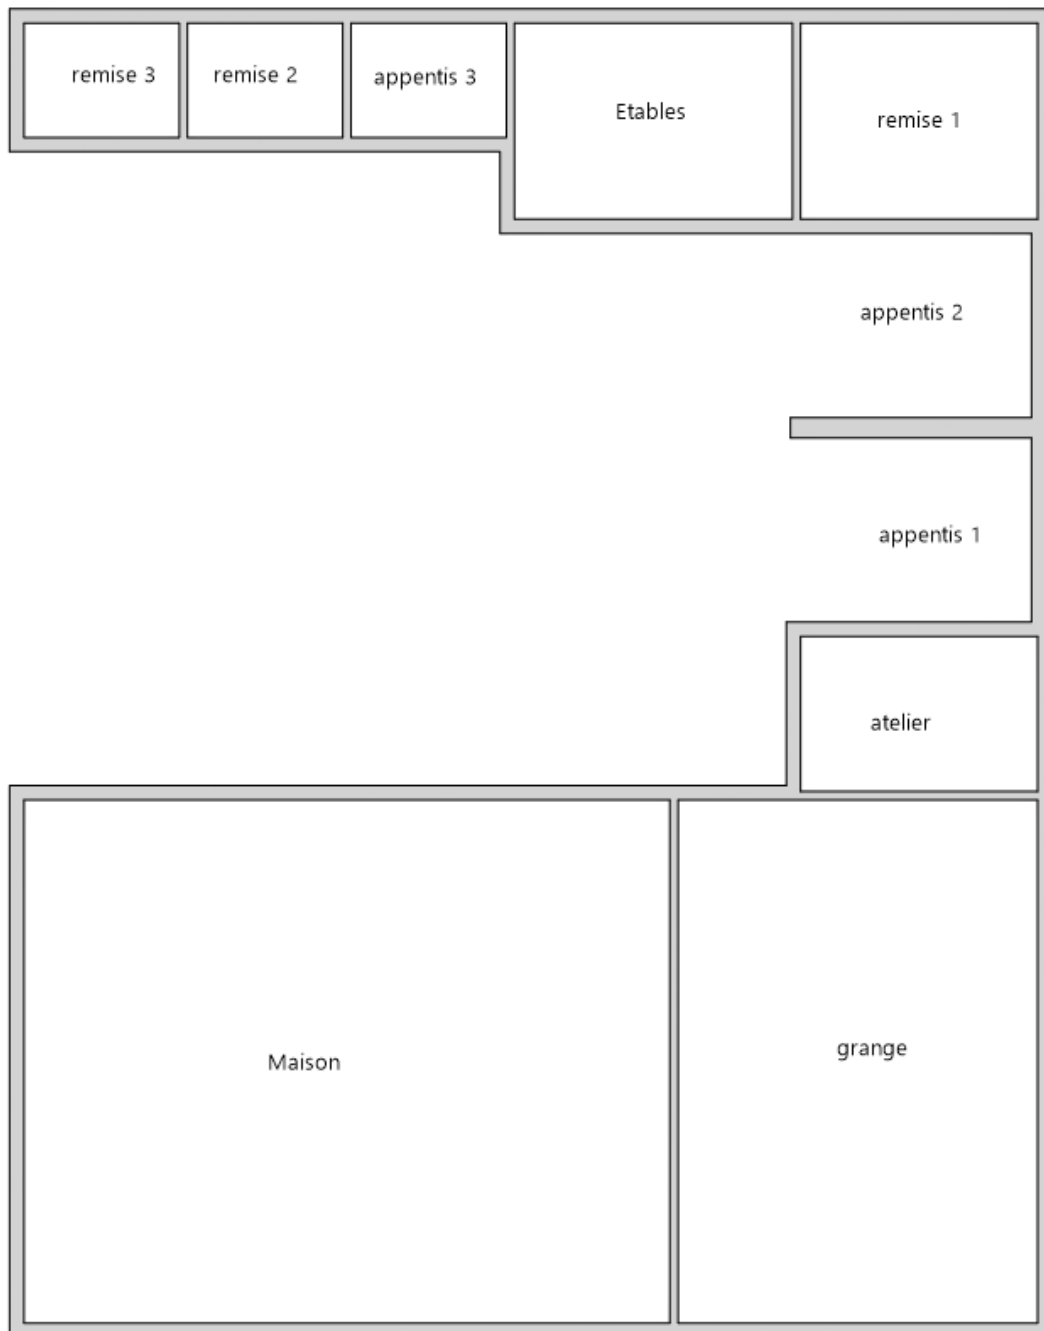 remise 3
remise 2
appentis 3
Etables
remise 1
appentis 2
appentis 1
atelier
Maison
grange